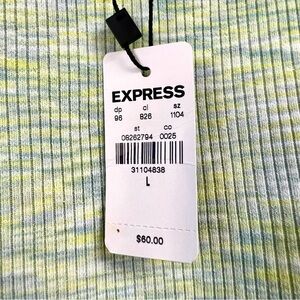 EXPRESS
dp cl sz
96 826 1104
st co
08262794 0025
31104838
L
$60.00